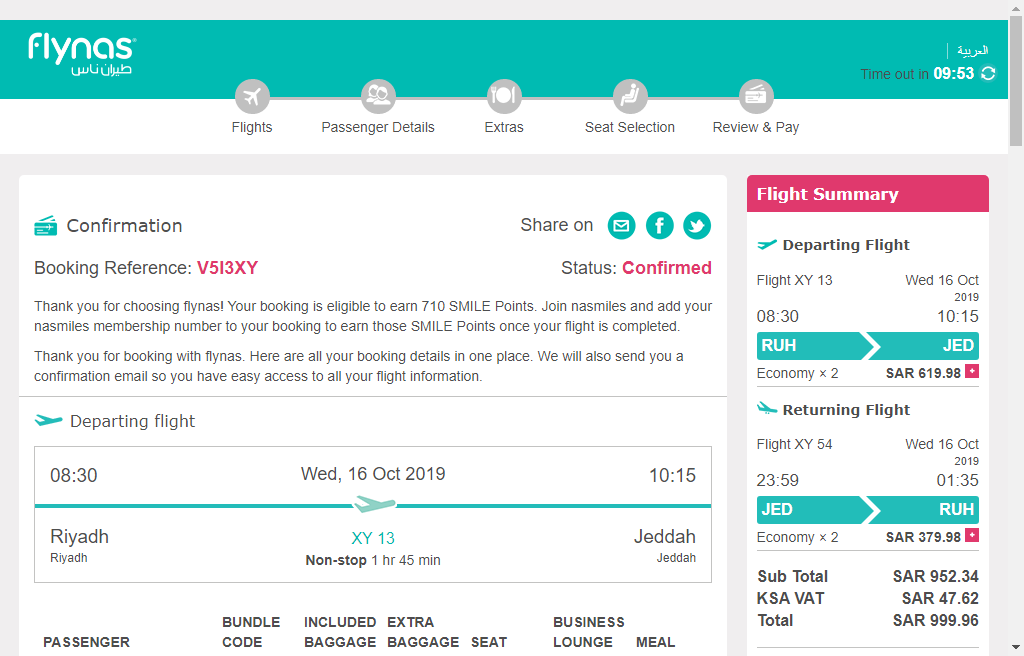 flynas
طيران ناس
العربية
Time out in 09:53
Flights
Passenger Details
Extras
Seat Selection
Review & Pay
Confirmation
Share on
Booking Reference: V5I3XY
Status: Confirmed
Thank you for choosing flynas! Your booking is eligible to earn 710 SMILE Points. Join nasmiles and add your
nasmiles membership number to your booking to earn those SMILE Points once your flight is completed.
Thank you for booking with flynas. Here are all your booking details in one place. We will also send you a
confirmation email so you have easy access to all your flight information.
Departing flight
08:30 Wed, 16 Oct 2019 10:15
Riyadh XY 13 Jeddah
Riyadh Non-stop 1 hr 45 min Jeddah
PASSENGER
BUNDLE
CODE
INCLUDED
BAGGAGE
EXTRA
BAGGAGE
SEAT
BUSINESS
LOUNGE
MEAL
Flight Summary
Departing Flight
Flight XY 13 Wed 16 Oct
2019
08:30 10:15
RUH JED
Economy × 2 SAR 619.98 +
Returning Flight
Flight XY 54 Wed 16 Oct
2019
23:59 01:35
JED RUH
Economy × 2 SAR 379.98 +
Sub Total SAR 952.34
KSA VAT SAR 47.62
Total SAR 999.96